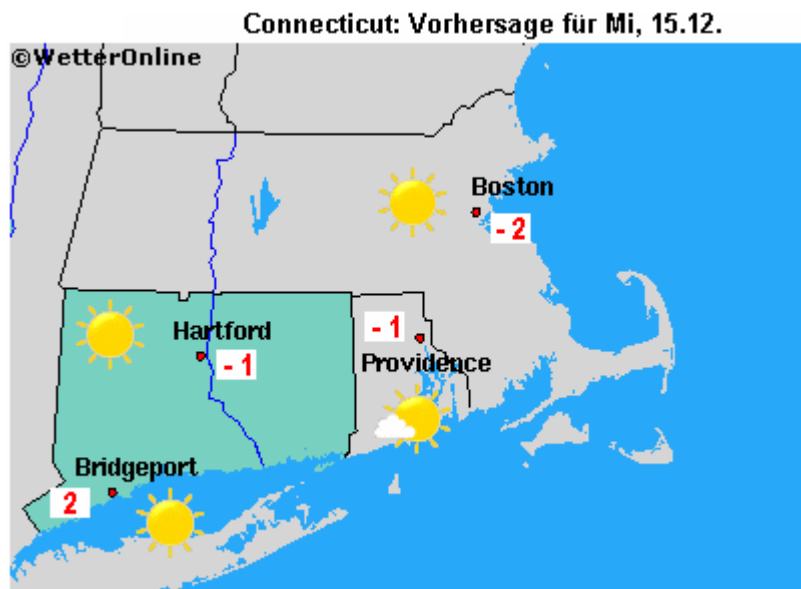 Connecticut: Vorhersage für Mi, 15.12.
©WetterOnline
Boston
- 2
Hartford
- 1
- 1
Providence
Bridgeport
2